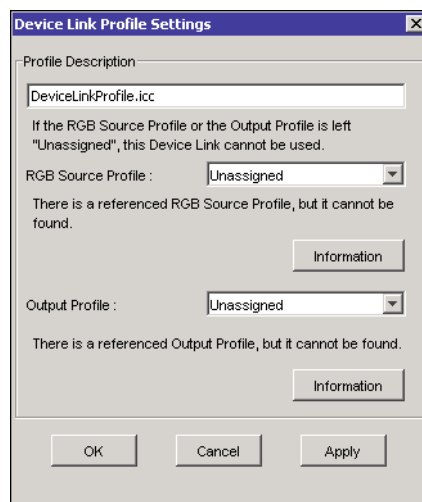 Device Link Profile Settings
Profile Description
DeviceLinkProfile.icc
If the RGB Source Profile or the Output Profile is left
"Unassigned", this Device Link cannot be used.
RGB Source Profile : Unassigned
There is a referenced RGB Source Profile, but it cannot be
found.
Information
Output Profile : Unassigned
There is a referenced Output Profile, but it cannot be found.
Information
OK Cancel Apply